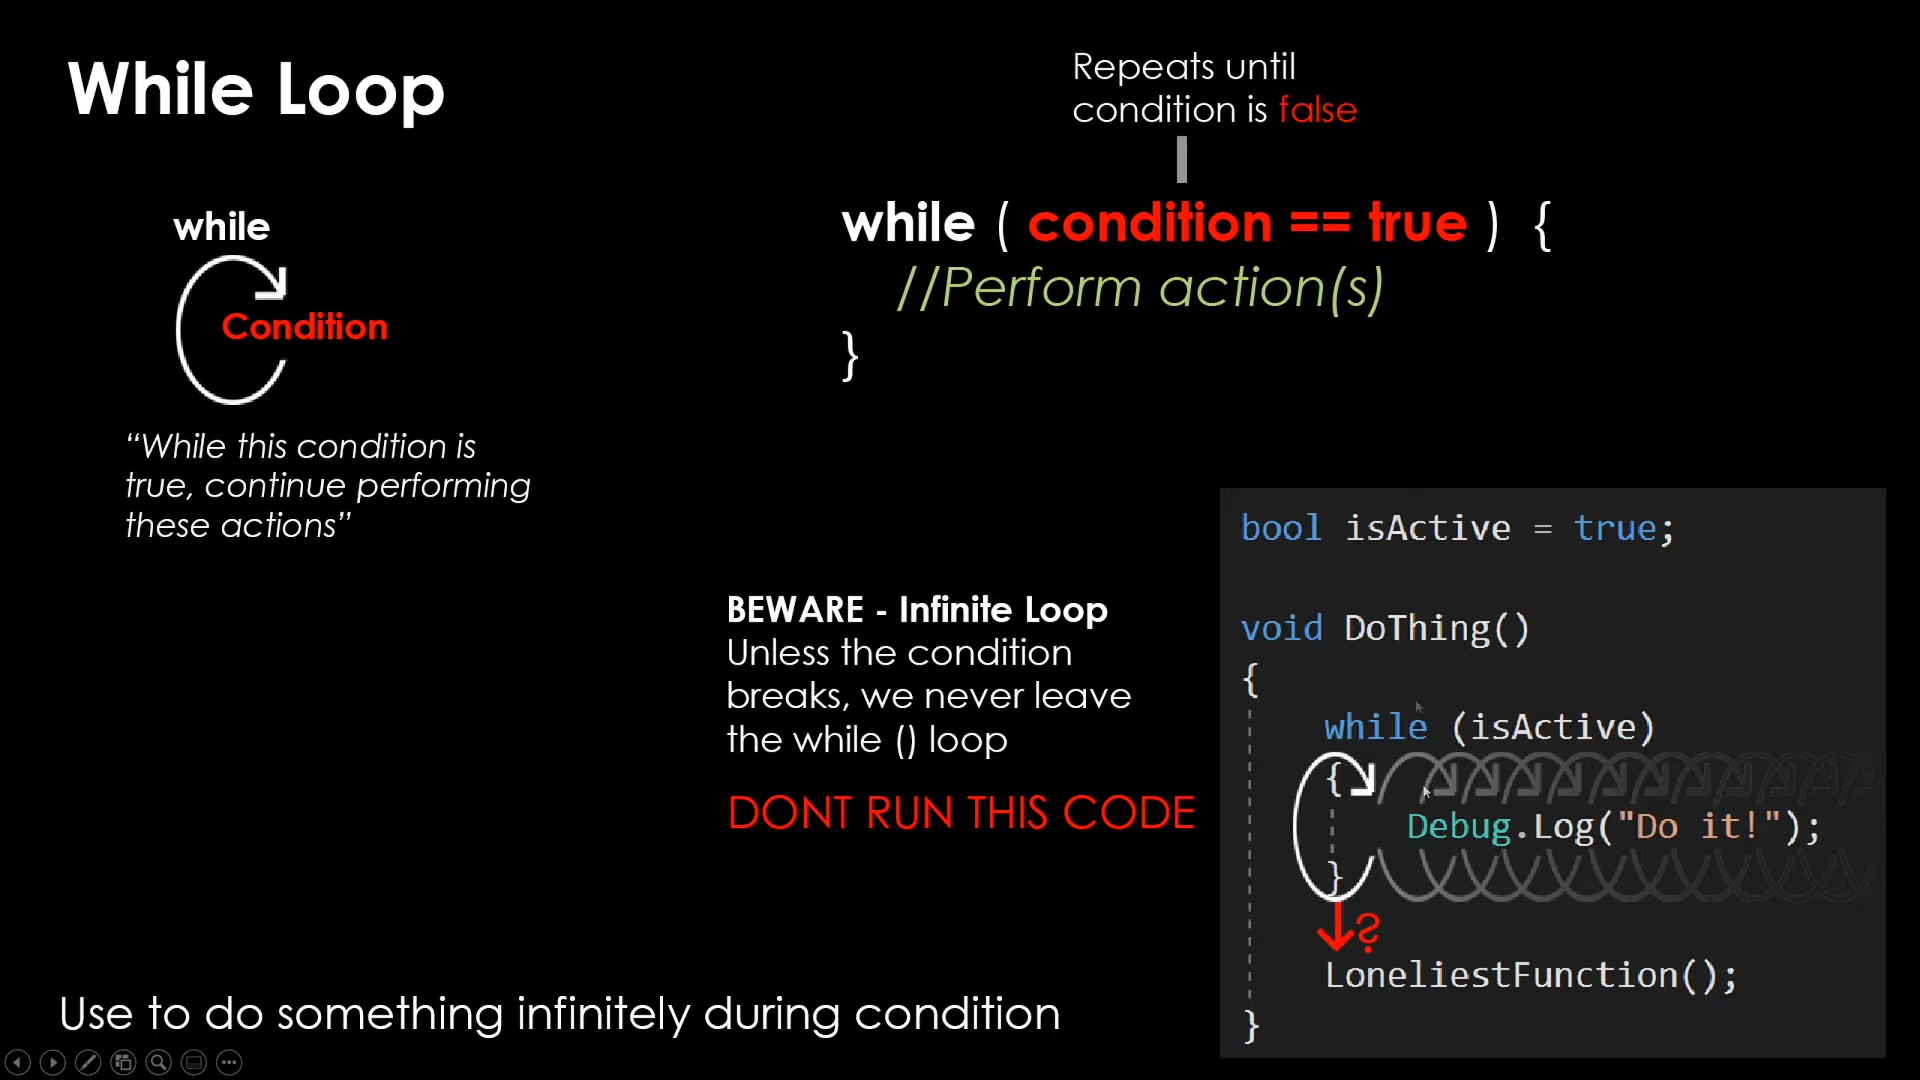 While Loop
while
Condition
“While this condition is
true, continue performing
these actions”
Repeats until
condition is false
while ( condition == true ) {
//Perform action(s)
}
BEWARE - Infinite Loop
Unless the condition
breaks, we never leave
the while () loop
DONT RUN THIS CODE
bool isActive = true;
void DoThing()
{
while (isActive)
{
Debug.Log("Do it!");
}
?
LoneliestFunction();
}
Use to do something infinitely during condition